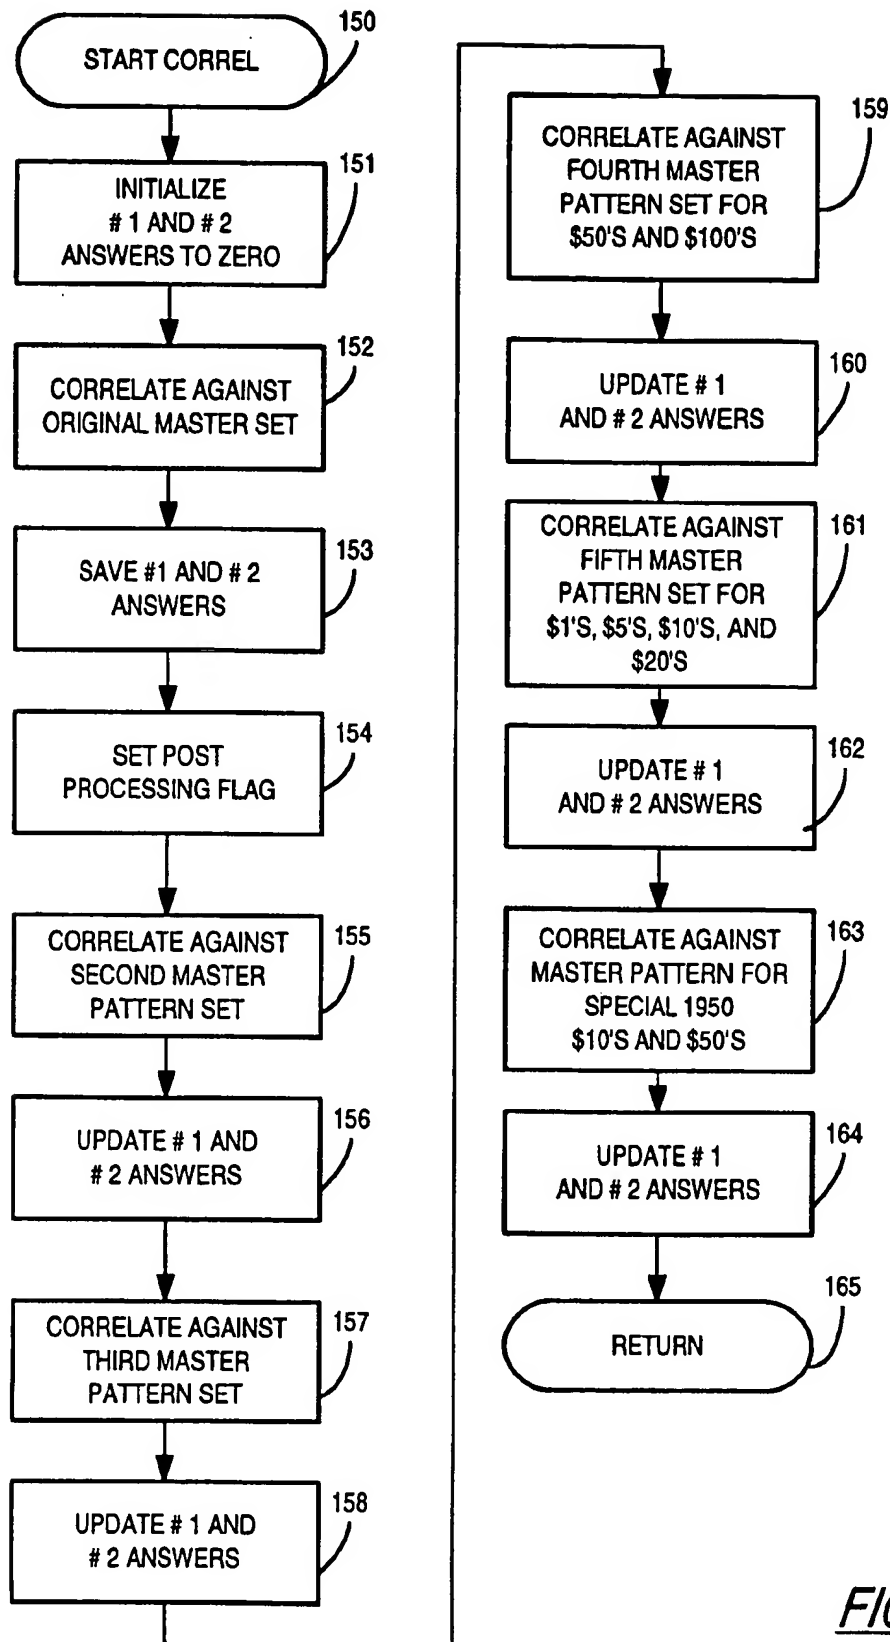 START CORREL
150
INITIALIZE
# 1 AND # 2
ANSWERS TO ZERO
151
CORRELATE AGAINST
ORIGINAL MASTER SET
152
SAVE #1 AND # 2
ANSWERS
153
SET POST
PROCESSING FLAG
154
CORRELATE AGAINST
SECOND MASTER
PATTERN SET
155
UPDATE # 1 AND
# 2 ANSWERS
156
CORRELATE AGAINST
THIRD MASTER
PATTERN SET
157
UPDATE # 1 AND
# 2 ANSWERS
158
CORRELATE AGAINST
FOURTH MASTER
PATTERN SET FOR
$50'S AND $100'S
159
UPDATE # 1
AND # 2 ANSWERS
160
CORRELATE AGAINST
FIFTH MASTER
PATTERN SET FOR
$1'S, $5'S, $10'S, AND
$20'S
161
UPDATE # 1
AND # 2 ANSWERS
162
CORRELATE AGAINST
MASTER PATTERN FOR
SPECIAL 1950
$10'S AND $50'S
163
UPDATE # 1
AND # 2 ANSWERS
164
RETURN
165